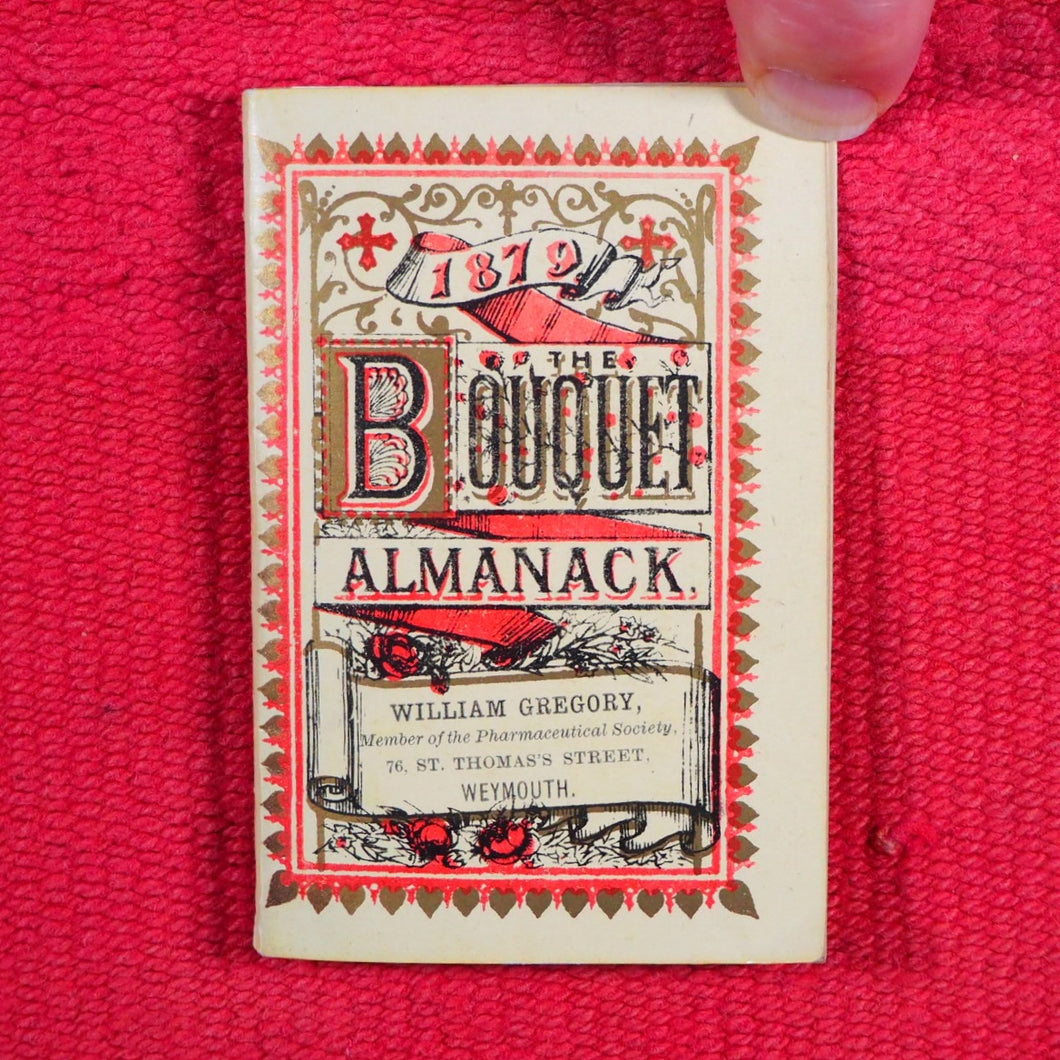 1879
THE
BOUQUET
ALMANACK.
WILLIAM GREGORY,
Member of the Pharmaceutical Society,
76, ST. THOMAS'S STREET,
WEYMOUTH.